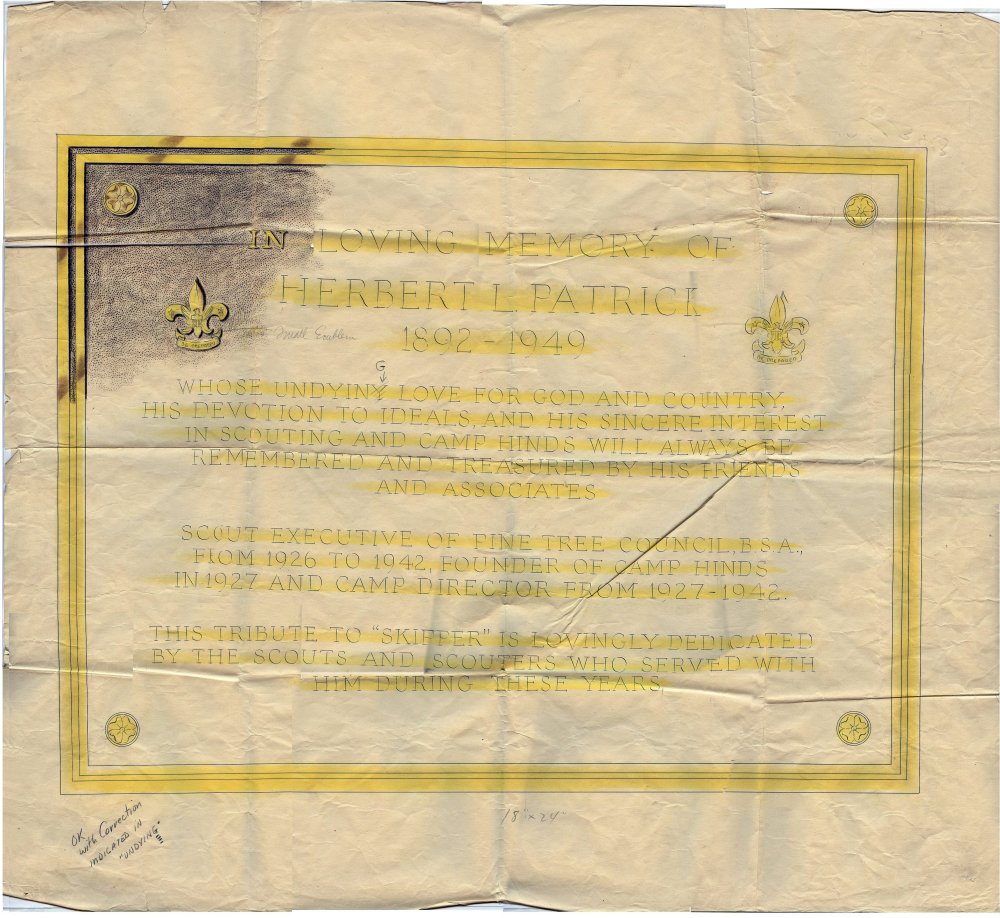 IN LOVING MEMORY OF
HERBERT L. PATRICK
Small Emblem
1892 - 1949
BE PREPARED
BE PREPARED
G
WHOSE UNDYINY LOVE FOR GOD AND COUNTRY,
HIS DEVOTION TO IDEALS, AND HIS SINCERE INTEREST
IN SCOUTING AND CAMP HINDS WILL ALWAYS BE
REMEMBERED AND TREASURED BY HIS FRIENDS
AND ASSOCIATES
SCOUT EXECUTIVE OF PINE TREE COUNCIL, B.S.A.,
FROM 1926 TO 1942, FOUNDER OF CAMP HINDS
IN 1927 AND CAMP DIRECTOR FROM 1927-1942.
THIS TRIBUTE TO "SKIPPER" IS LOVINGLY DEDICATED
BY THE SCOUTS AND SCOUTERS WHO SERVED WITH
HIM DURING THESE YEARS
18" x 24"
OK
with Correction
INDICATED IN
"UNDYING"